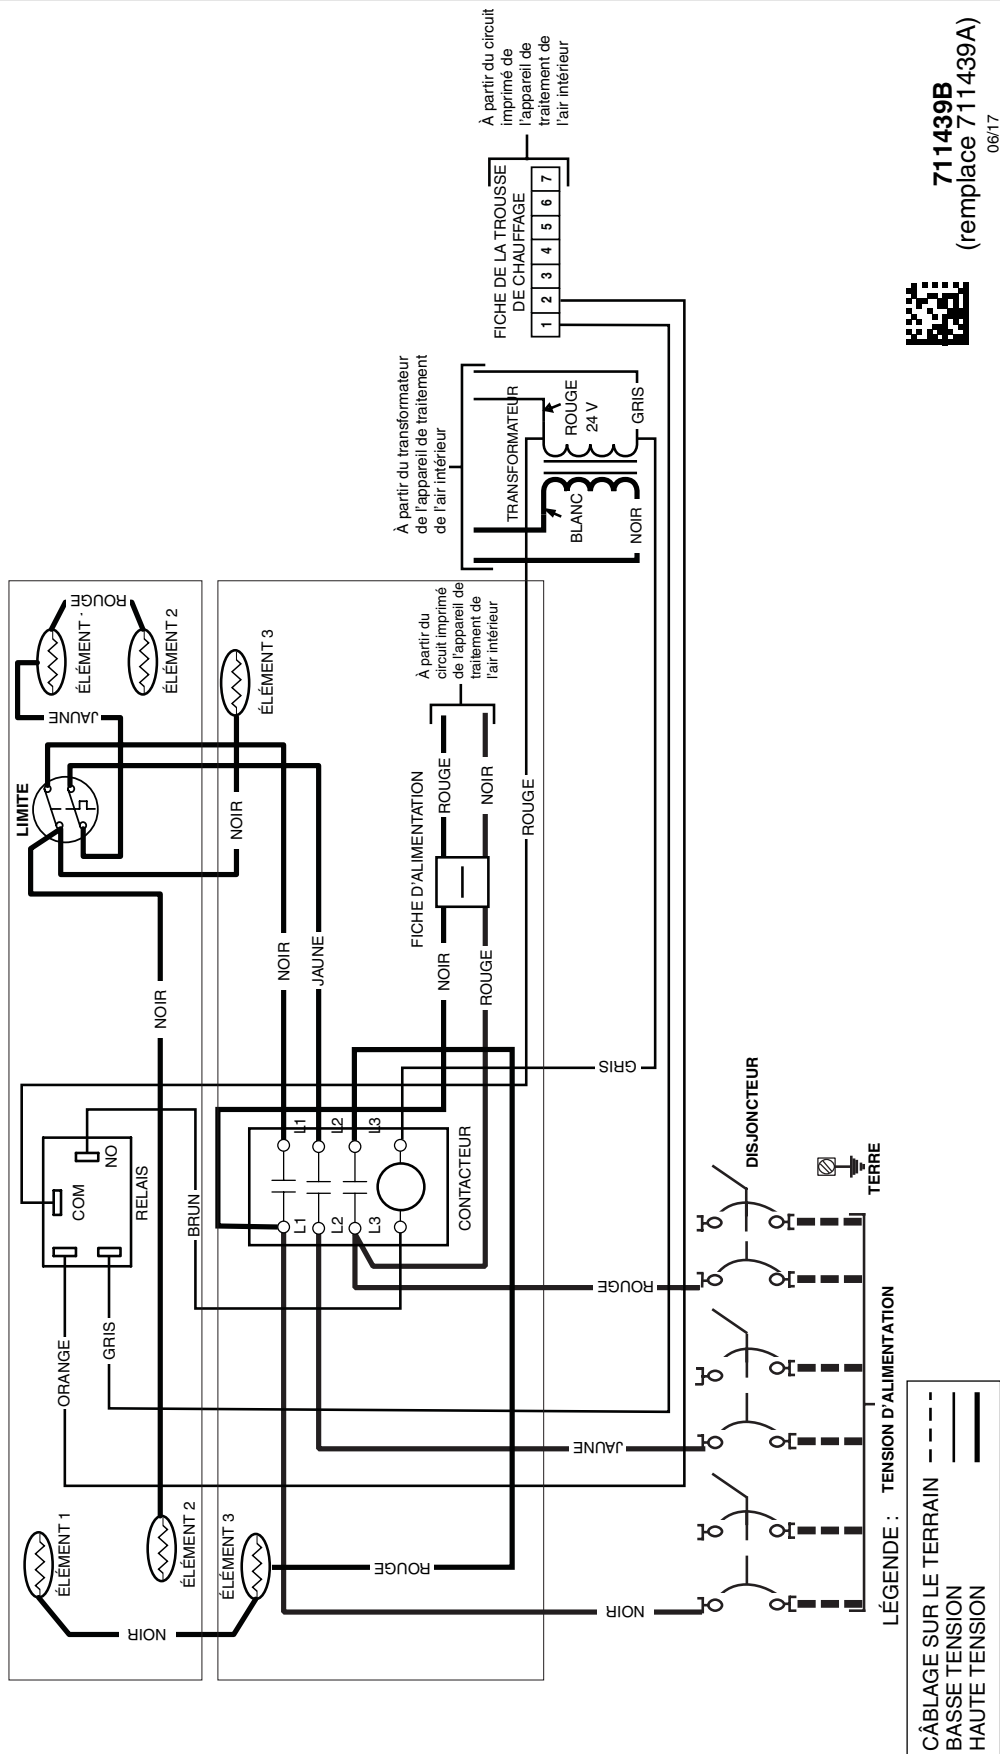 À partir du circuit
imprimé de
l'appareil de
traitement de
l'air intérieur
FICHE DE LA TROUSSE
DE CHAUFFAGE
1 2 3 4 5 6 7
À partir du transformateur
de l'appareil de traitement
de l'air intérieur
TRANSFORMATEUR
ROUGE
24 V
GRIS
BLANC
NOIR
711439B
(remplace 711439A)
06/17
ROUGE
ÉLÉMENT
ÉLÉMENT 2
JAUNE
LIMITE
ÉLÉMENT 3
NOIR
À partir du
circuit imprimé
de l'appareil de
traitement de
l'air intérieur
FICHE D'ALIMENTATION
ROUGE
NOIR
ROUGE
NOIR
ROUGE
NOIR
NOIR
JAUNE
GRIS
COM
NO
RELAIS
BRUN
L1
L2
L3
L1
L2
L3
CONTACTEUR
ORANGE
GRIS
ROUGE
JAUNE
NOIR
ROUGE
ÉLÉMENT 1
ÉLÉMENT 2
ÉLÉMENT 3
NOIR
DISJONCTEUR
TERRE
TENSION D'ALIMENTATION
LÉGENDE :
CÂBLAGE SUR LE TERRAIN
BASSE TENSION
HAUTE TENSION